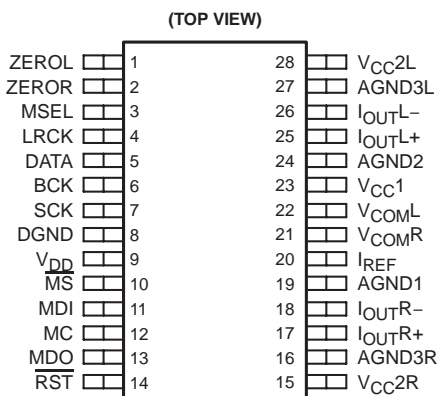 (TOP VIEW)
ZEROL 1 28 VCC2L
ZEROR 2 27 AGND3L
MSEL 3 26 IOUTL−
LRCK 4 25 IOUTL+
DATA 5 24 AGND2
BCK 6 23 VCC1
SCK 7 22 VCOML
DGND 8 21 VCOMR
VDD 9 20 IREF
M̅S̅ 10 19 AGND1
MDI 11 18 IOUTR−
MC 12 17 IOUTR+
MDO 13 16 AGND3R
R̅S̅T̅ 14 15 VCC2R